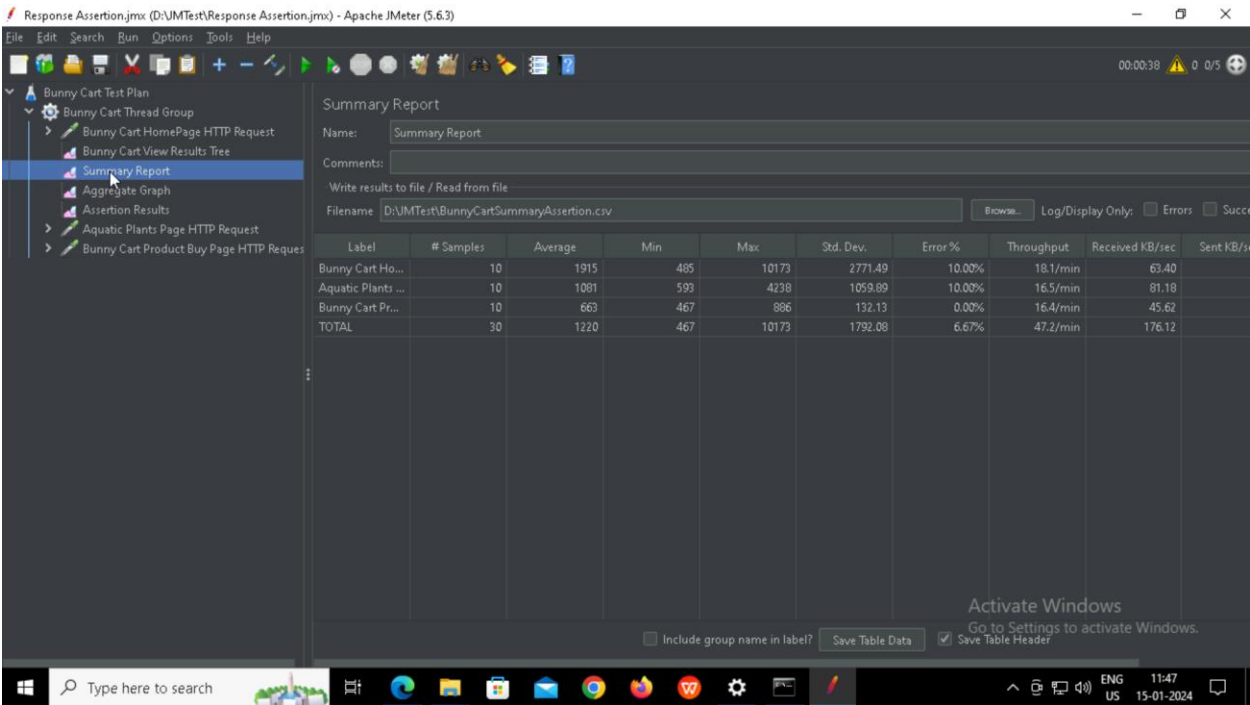 Response Assertion.jmx (D:\JMTest\Response Assertion.jmx) - Apache JMeter (5.6.3)
File Edit Search Run Options Tools Help
00:00:38 0 0/5
Bunny Cart Test Plan
Bunny Cart Thread Group
Bunny Cart HomePage HTTP Request
Bunny Cart View Results Tree
Summary Report
Aggregate Graph
Assertion Results
Aquatic Plants Page HTTP Request
Bunny Cart Product Buy Page HTTP Reques
Summary Report
Name: Summary Report
Comments:
Write results to file / Read from file
Filename D:\JMTest\BunnyCartSummaryAssertion.csv Browse... Log/Display Only: Errors Succe
Label # Samples Average Min Max Std. Dev. Error % Throughput Received KB/sec Sent KB/s
Bunny Cart Ho... 10 1915 485 10173 2771.49 10.00% 18.1/min 63.40
Aquatic Plants ... 10 1081 593 4238 1059.89 10.00% 16.5/min 81.18
Bunny Cart Pr... 10 663 467 886 132.13 0.00% 16.4/min 45.62
TOTAL 30 1220 467 10173 1792.08 6.67% 47.2/min 176.12
Activate Windows
Go to Settings to activate Windows.
Include group name in label? Save Table Data Save Table Header
Type here to search
ENG
US
11:47
15-01-2024